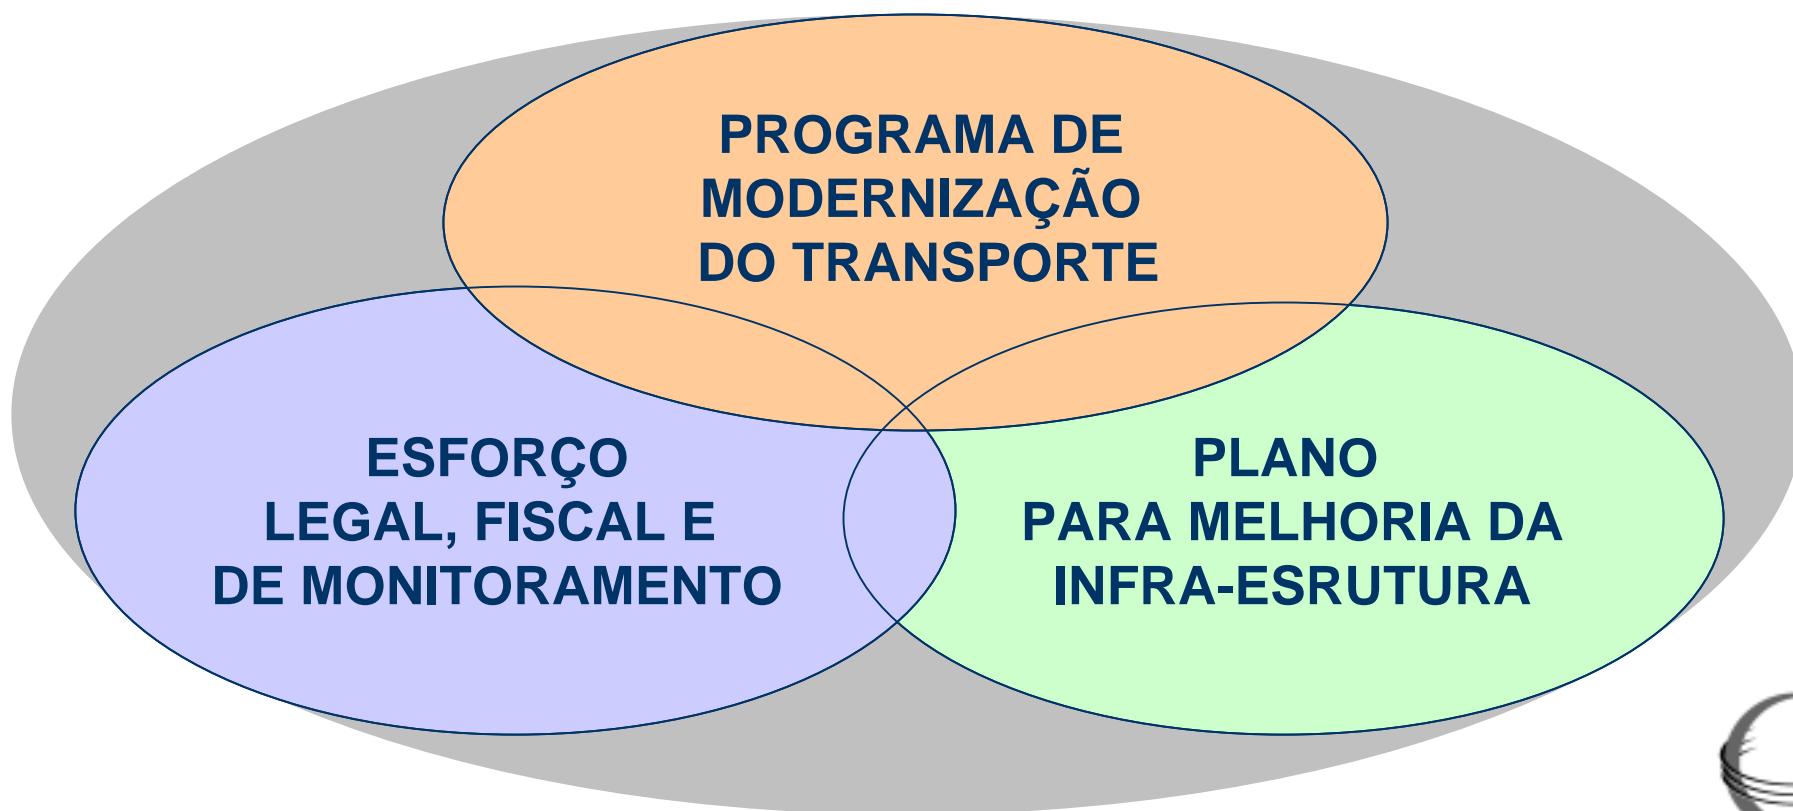 PROGRAMA DE
MODERNIZAÇÃO
DO TRANSPORTE
ESFORÇO
LEGAL, FISCAL E
DE MONITORAMENTO
PLANO
PARA MELHORIA DA
INFRA-ESRUTURA